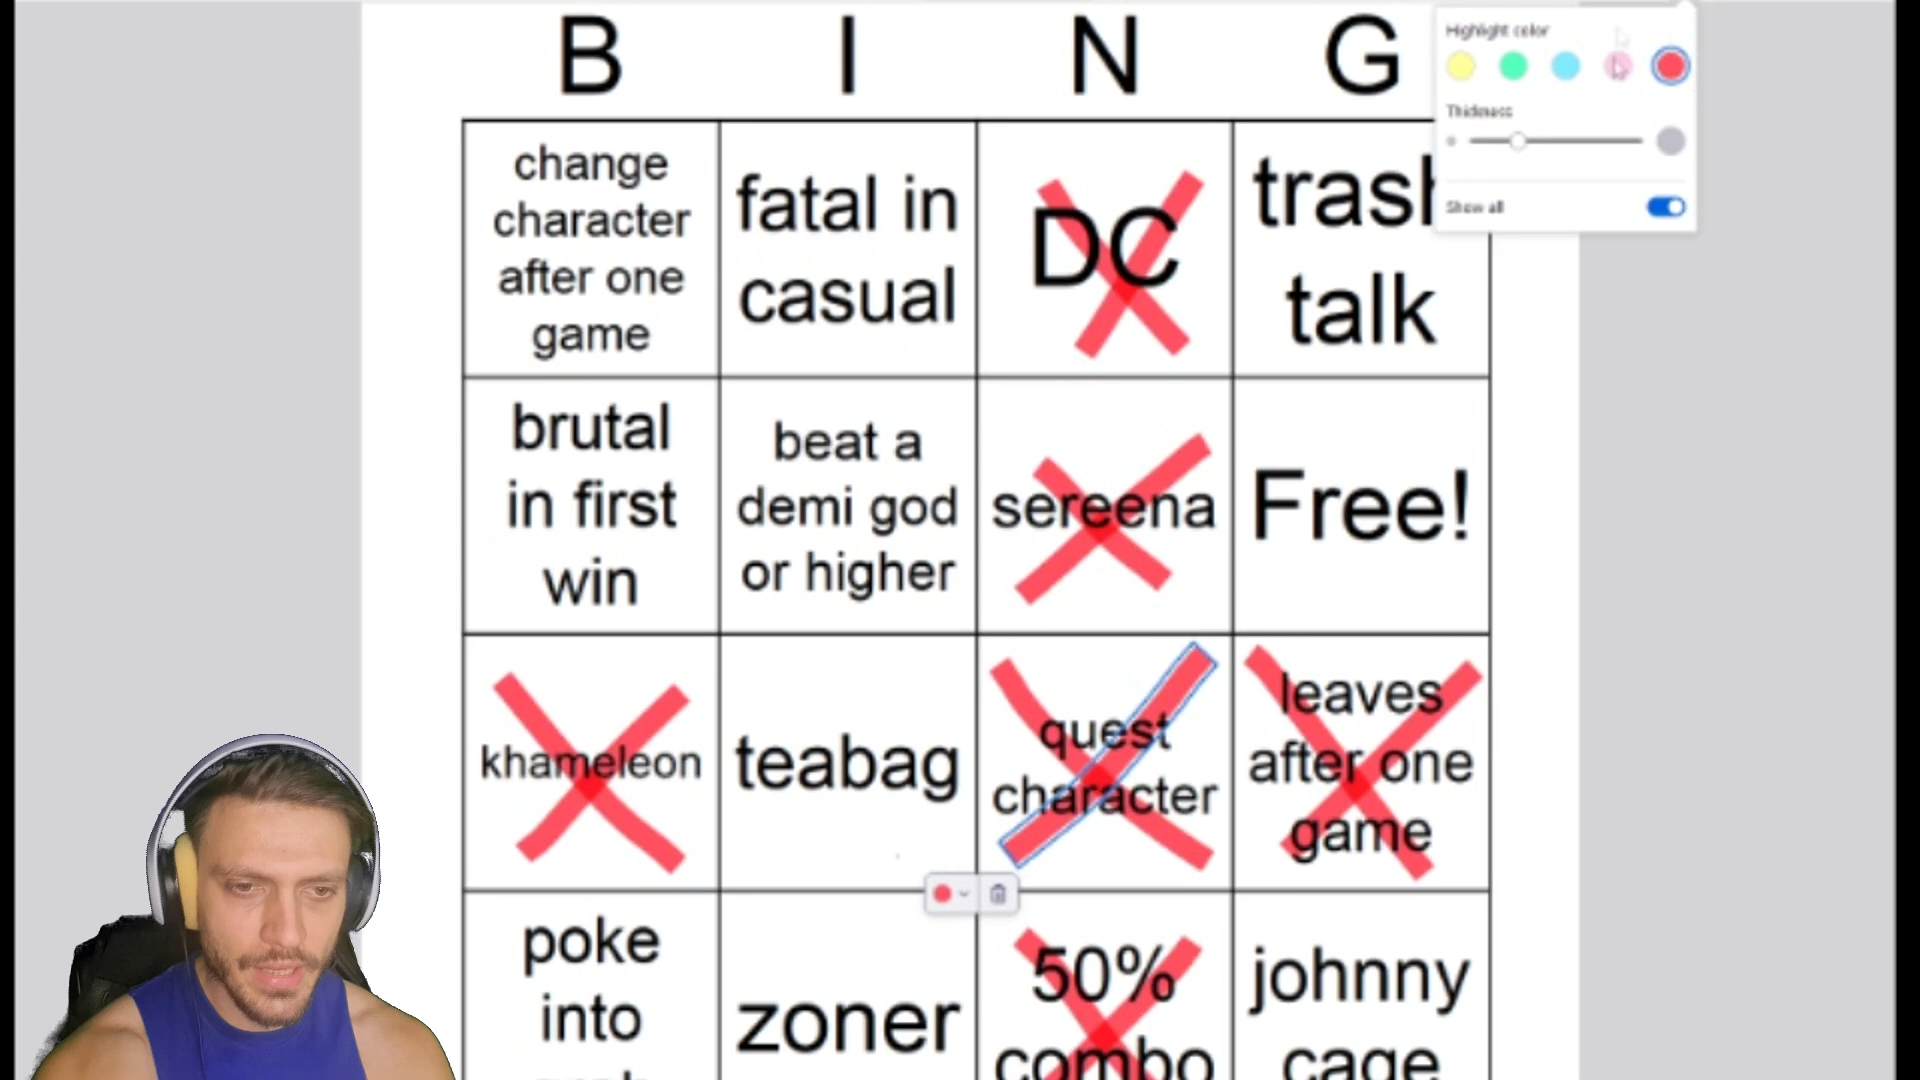 B I N G
Highlight color
Thickness
Show all
change
character
after one
game
fatal in
casual
DC
trash
talk
brutal
in first
win
beat a
demi god
or higher
sereena
Free!
khameleon
teabag
quest
character
leaves
after one
game
poke
into
zoner
50%
combo
johnny
cage